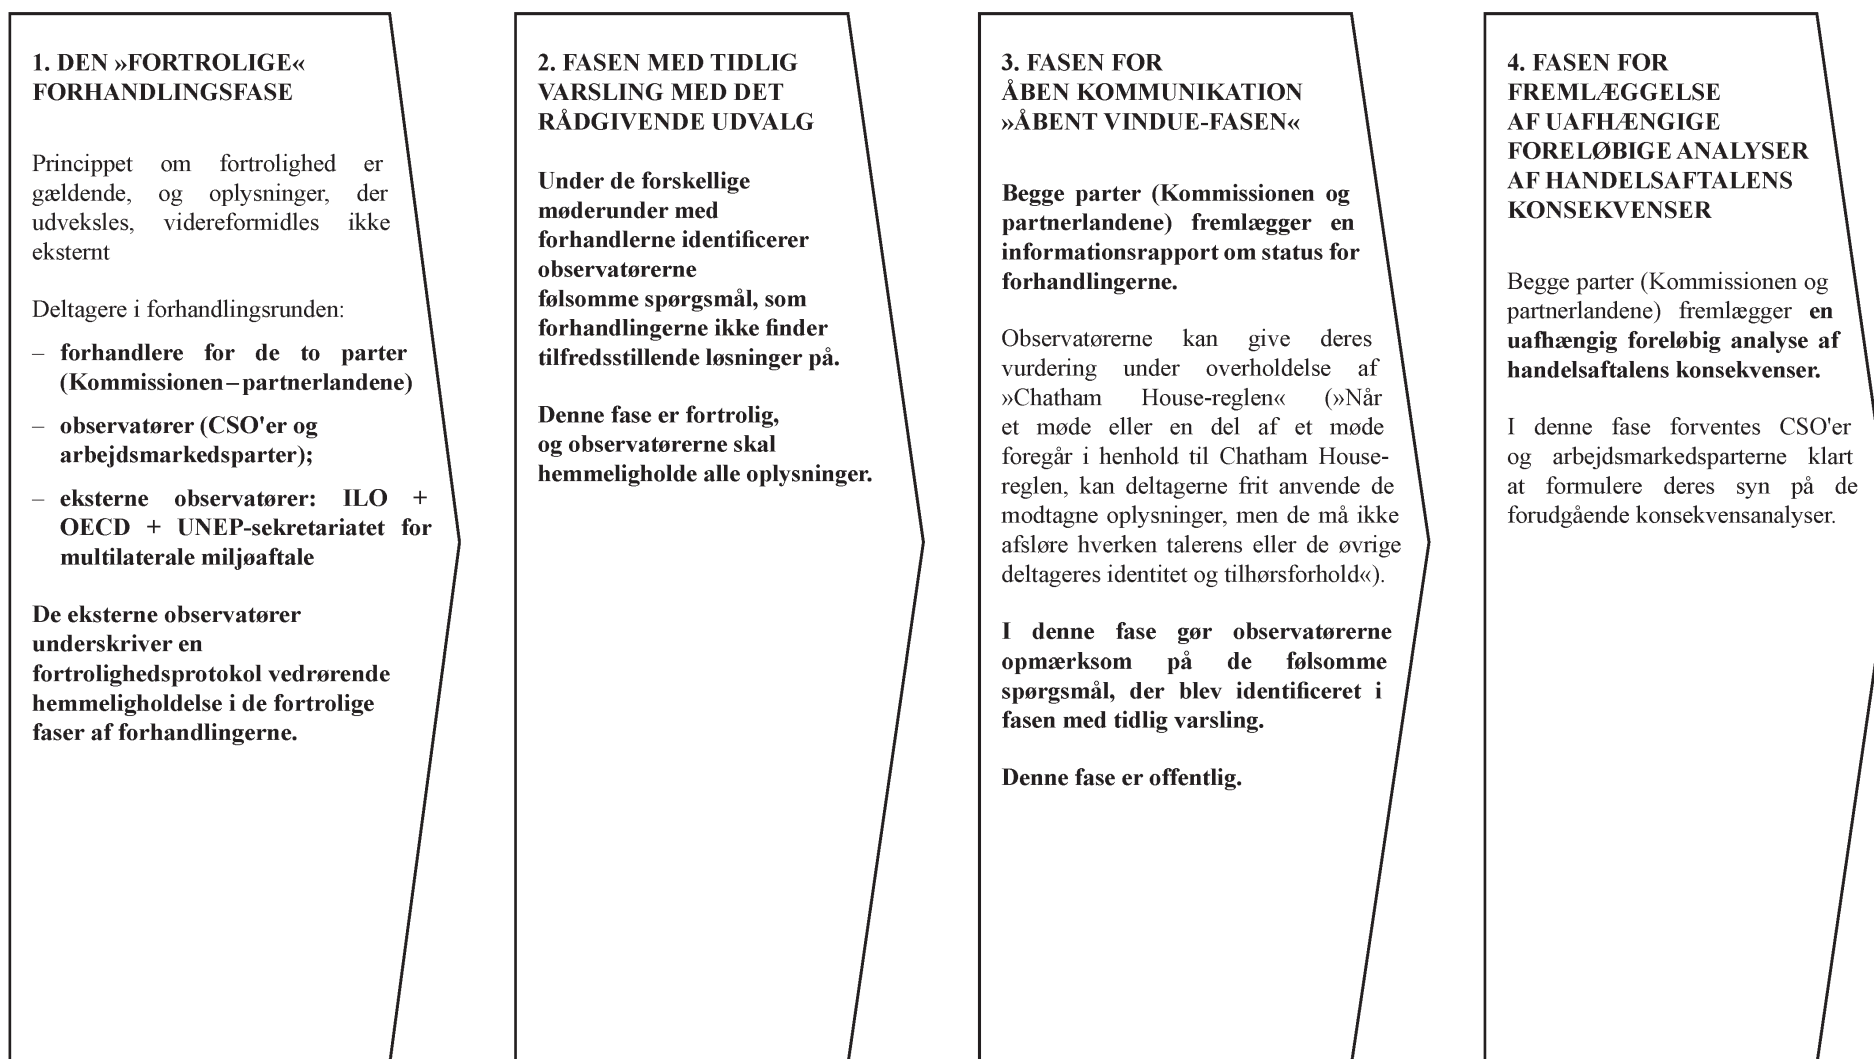 1. DEN »FORTROLIGE«
FORHANDLINGSFASE
Princippet om fortrolighed er
gældende, og oplysninger, der
udveksles, videreformidles ikke
eksternt
Deltagere i forhandlingsrunden:
– forhandlere for de to parter
(Kommissionen – partnerlandene)
– observatører (CSO'er og
arbejdsmarkedsparter);
– eksterne observatører: ILO +
OECD + UNEP-sekretariatet for
multilaterale miljøaftale
De eksterne observatører
underskriver en
fortrolighedsprotokol vedrørende
hemmeligholdelse i de fortrolige
faser af forhandlingerne.
2. FASEN MED TIDLIG
VARSLING MED DET
RÅDGIVENDE UDVALG
Under de forskellige
møderunder med
forhandlerne identificerer
observatørerne
følsomme spørgsmål, som
forhandlingerne ikke finder
tilfredsstillende løsninger på.
Denne fase er fortrolig,
og observatørerne skal
hemmeligholde alle oplysninger.
3. FASEN FOR
ÅBEN KOMMUNIKATION
»ÅBENT VINDUE-FASEN«
Begge parter (Kommissionen og
partnerlandene) fremlægger en
informationsrapport om status for
forhandlingerne.
Observatørerne kan give deres
vurdering under overholdelse af
»Chatham House-reglen« (»Når
et møde eller en del af et møde
foregår i henhold til Chatham House-
reglen, kan deltagerne frit anvende de
modtagne oplysninger, men de må ikke
afsløre hverken talerens eller de øvrige
deltageres identitet og tilhørsforhold«).
I denne fase gør observatørerne
opmærksom på de følsomme
spørgsmål, der blev identificeret i
fasen med tidlig varsling.
Denne fase er offentlig.
4. FASEN FOR
FREMLÆGGELSE
AF UAFHÆNGIGE
FORELØBIGE ANALYSER
AF HANDELSAFTALENS
KONSEKVENSER
Begge parter (Kommissionen og
partnerlandene) fremlægger en
uafhængig foreløbig analyse af
handelsaftalens konsekvenser.
I denne fase forventes CSO'er
og arbejdsmarkedsparterne klart
at formulere deres syn på de
forudgående konsekvensanalyser.